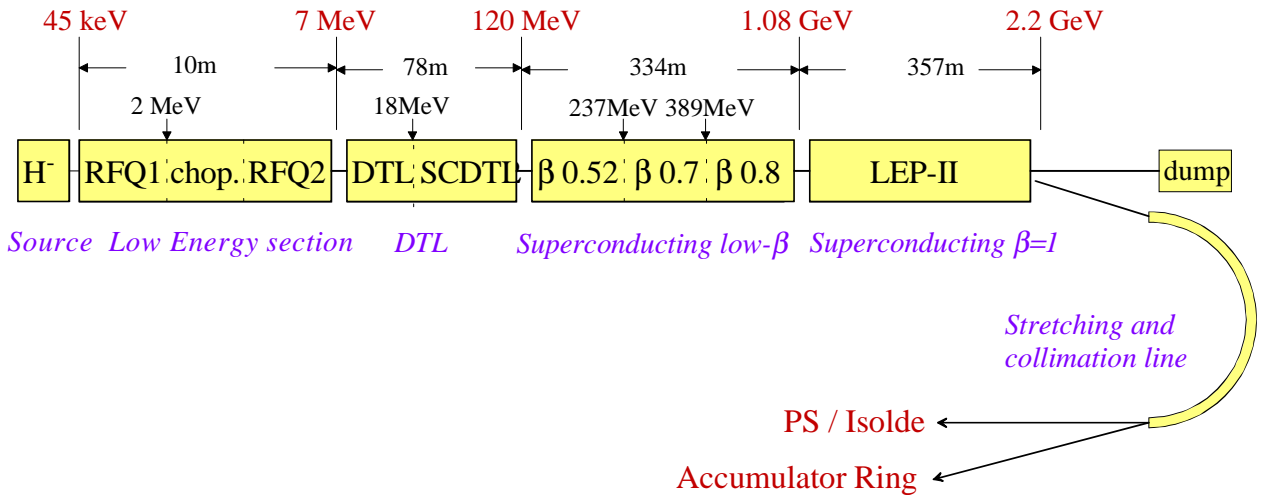 45 keV 7 MeV 120 MeV 1.08 GeV 2.2 GeV
10m 78m 334m 357m
2 MeV 18MeV 237MeV 389MeV
H- RFQ1 chop. RFQ2 DTL SCDTL β 0.52 β 0.7 β 0.8 LEP-II dump
Source Low Energy section DTL Superconducting low-β Superconducting β=1
Stretching and
collimation line
PS / Isolde
Accumulator Ring